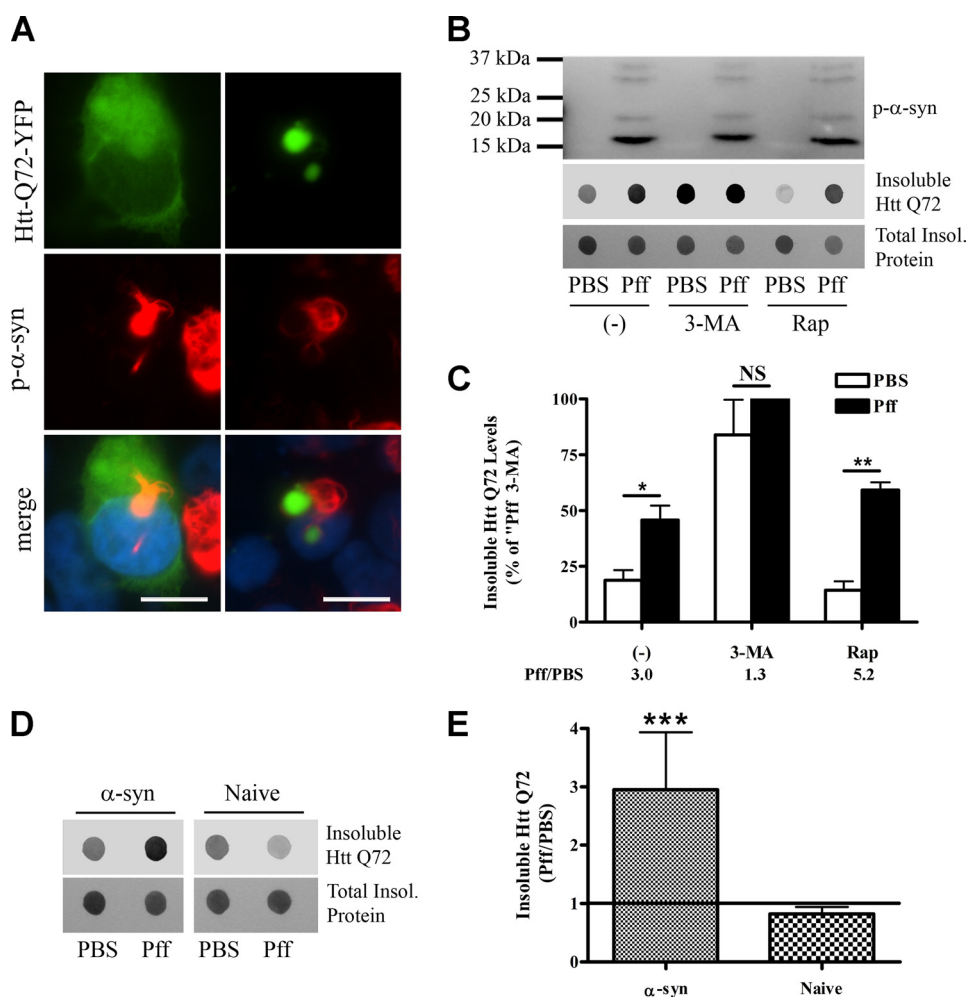 A
Htt-Q72-YFP
p-α-syn
merge
B
37 kDa
25 kDa
20 kDa
15 kDa
p-α-syn
Insoluble
Htt Q72
Total Insol.
Protein
PBS Pff PBS Pff PBS Pff
(-) 3-MA Rap
C
Insoluble Htt Q72 Levels
(% of "Pff 3-MA)
100
75
50
25
0
* NS **
PBS
Pff
(-) 3-MA Rap
Pff/PBS 3.0 1.3 5.2
D
α-syn Naive
Insoluble
Htt Q72
Total Insol.
Protein
PBS Pff PBS Pff
E
Insoluble Htt Q72
(Pff/PBS)
4
3
2
1
0
***
α-syn Naive